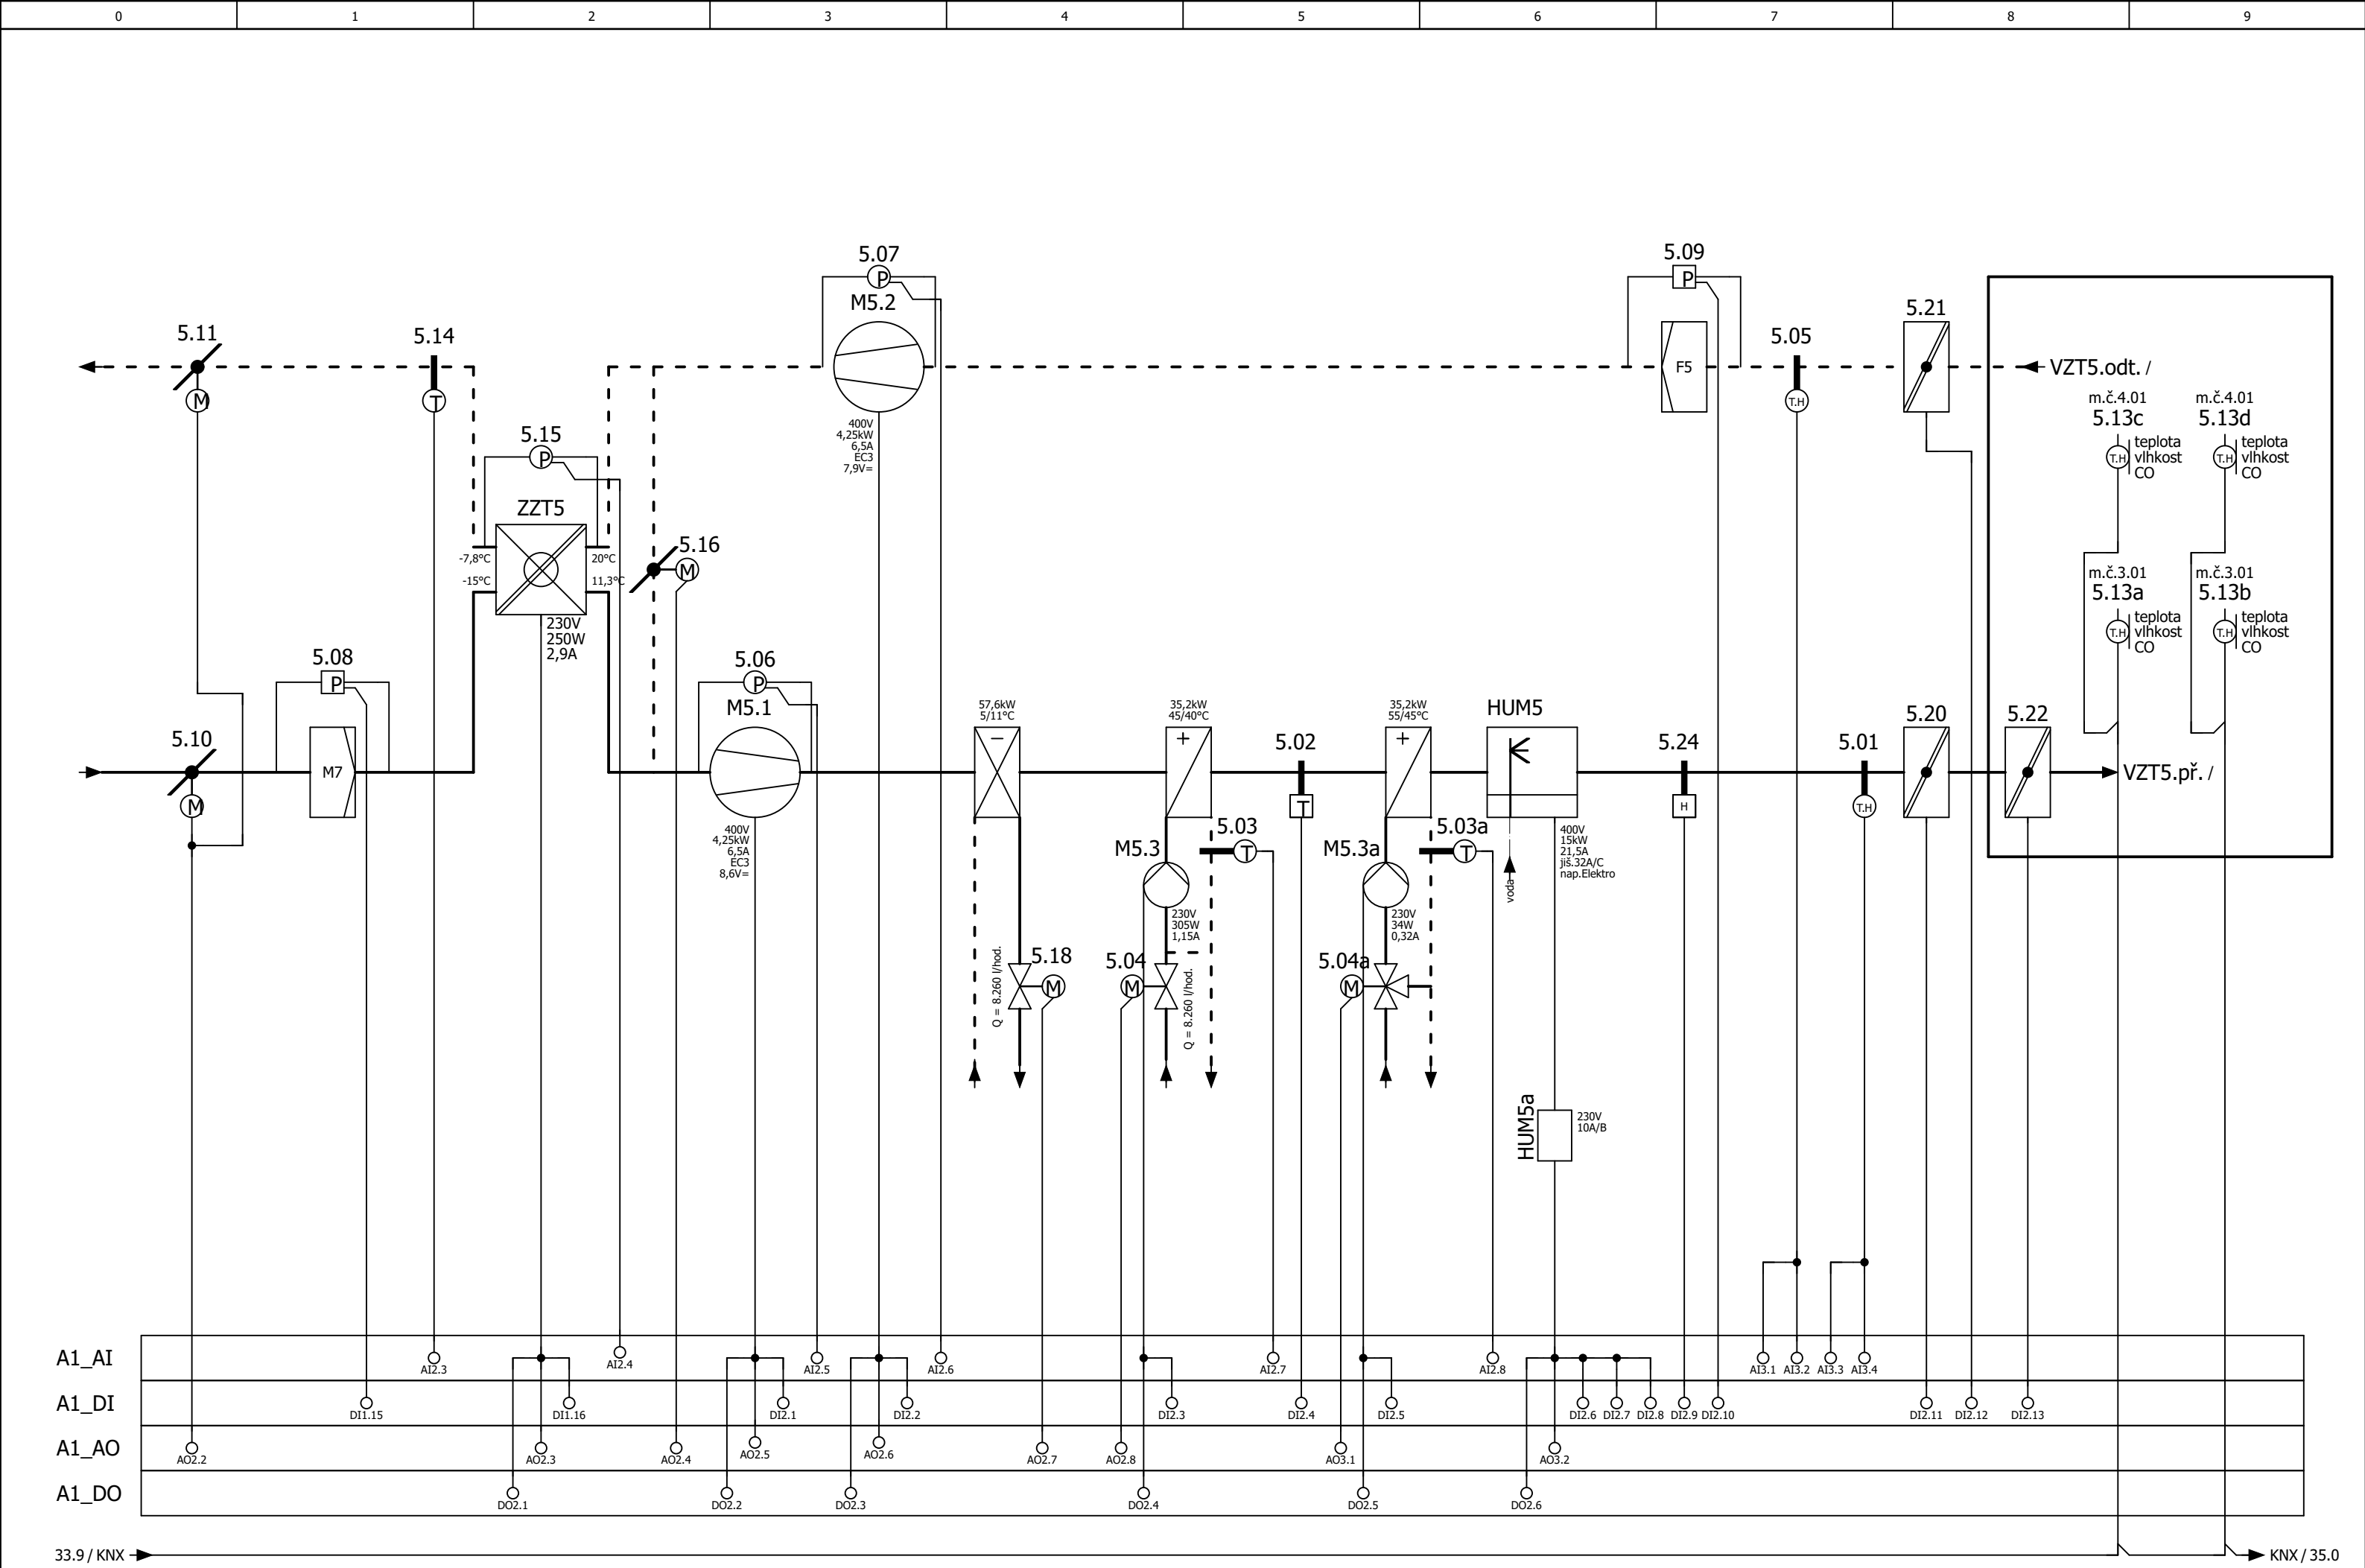 0 1 2 3 4 5 6 7 8 9
5.07
P
M5.2
400V
4,25kW
6,5A
EC3
7,9V=
5.09
P
F5
5.11
M
5.14
T
5.05
T.H
5.21
VZT5.odt. /
m.č.4.01
5.13c
T.H
teplota
vlhkost
CO
m.č.4.01
5.13d
T.H
teplota
vlhkost
CO
5.15
P
ZZT5
-7,8°C
20°C
-15°C
11,3°C
230V
250W
2,9A
5.16
M
m.č.3.01
5.13a
T.H
teplota
vlhkost
CO
m.č.3.01
5.13b
T.H
teplota
vlhkost
CO
5.10
M
5.08
P
M7
5.06
P
M5.1
400V
4,25kW
6,5A
EC3
8,6V=
57,6kW
5/11°C
−
35,2kW
45/40°C
+
5.02
T
35,2kW
55/45°C
+
HUM5
400V
15kW
21,5A
jiš.32A/C
nap.Elektro
voda
5.24
H
5.01
T.H
5.20
5.22
VZT5.př. /
M5.3
5.03
T
230V
305W
1,15A
M5.3a
5.03a
T
230V
34W
0,32A
Q = 8.260 l/hod.
5.18
M
5.04
M
Q = 8.260 l/hod.
5.04a
M
HUM5a
230V
10A/B
A1_AI
AI2.3 AI2.4 AI2.5 AI2.6 AI2.7 AI2.8 AI3.1 AI3.2 AI3.3 AI3.4
A1_DI
DI1.15 DI1.16 DI2.1 DI2.2 DI2.3 DI2.4 DI2.5 DI2.6 DI2.7 DI2.8 DI2.9 DI2.10 DI2.11 DI2.12 DI2.13
A1_AO
AO2.2 AO2.3 AO2.4 AO2.5 AO2.6 AO2.7 AO2.8 AO3.1 AO3.2
A1_DO
DO2.1 DO2.2 DO2.3 DO2.4 DO2.5 DO2.6
33.9 / KNX
KNX / 35.0